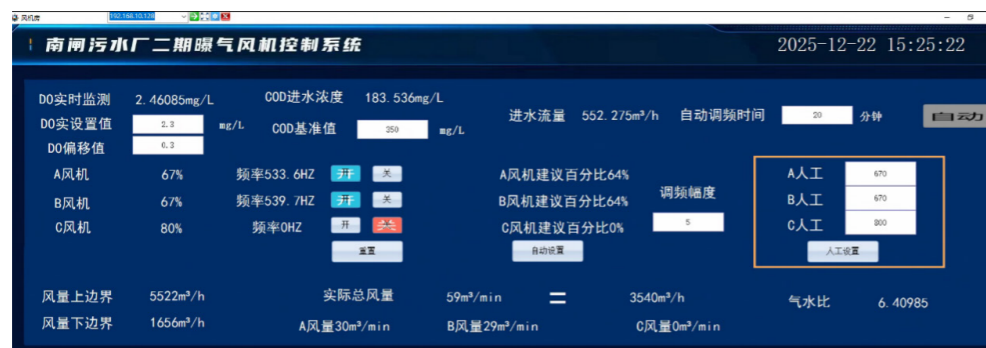 风机房 192.168.10.120
南闸污水厂二期曝气风机控制系统 2025-12-22 15:25:22
DO实时监测 2.46085mg/L COD进水浓度 183.536mg/L
进水流量 552.275m³/h 自动调频时间 20 分钟 自动
DO实设置值 2.3 mg/L COD基准值 350 mg/L
DO偏移值 0.3
A风机 67% 频率533.6HZ 开 关 A风机建议百分比64% A人工 670
调频幅度
B风机 67% 频率539.7HZ 开 关 B风机建议百分比64% B人工 670
C风机 80% 频率0HZ 开 关 C风机建议百分比0% 5 C人工 800
重置 自动设置 人工设置
风量上边界 5522m³/h 实际总风量 59m³/min = 3540m³/h 气水比 6.40985
风量下边界 1656m³/h A风量30m³/min B风量29m³/min C风量0m³/min